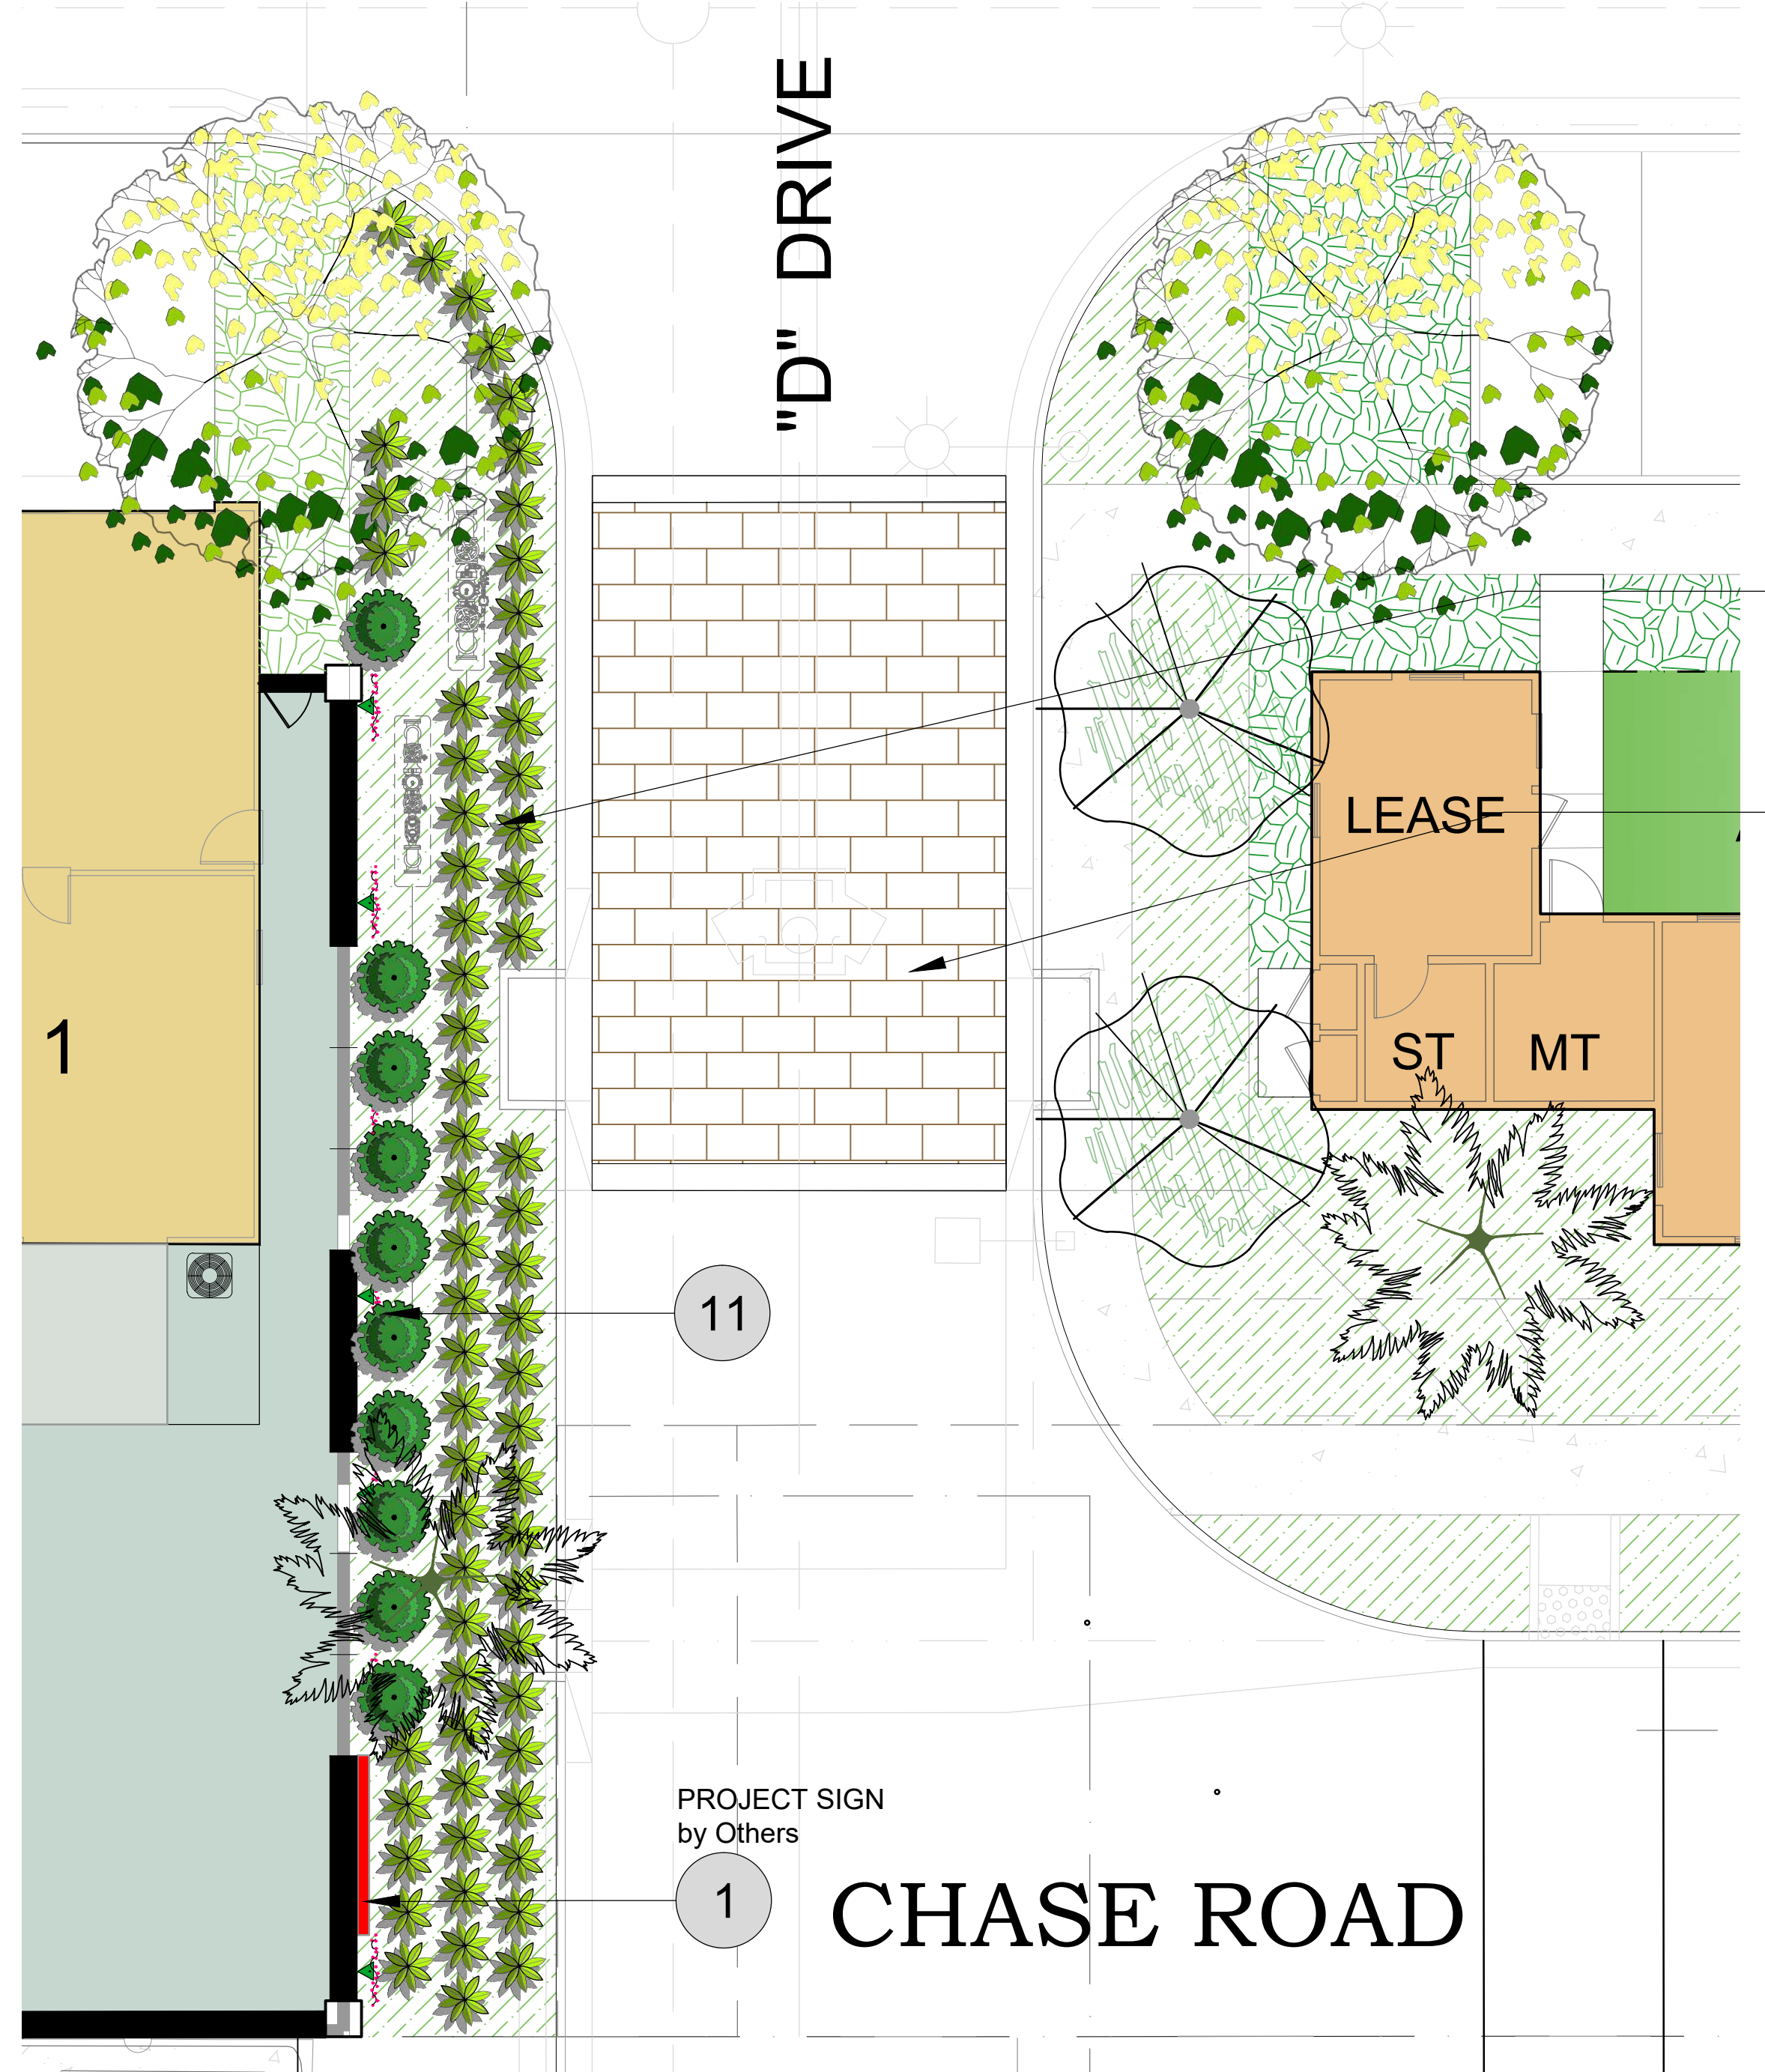 "D" DRIVE
LEASE
1
ST
MT
11
PROJECT SIGN
by Others
1
CHASE ROAD